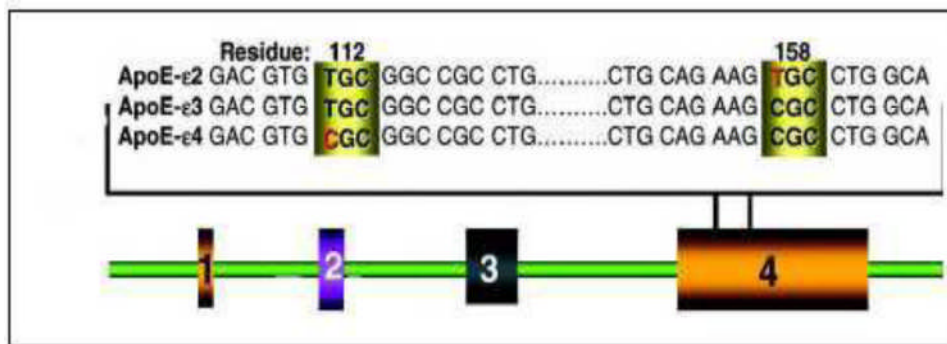 Residue: 112 158
ApoE-ε2 GAC GTG TGC GGC CGC CTG..........CTG CAG AAG TGC CTG GCA
ApoE-ε3 GAC GTG TGC GGC CGC CTG..........CTG CAG AAG CGC CTG GCA
ApoE-ε4 GAC GTG CGC GGC CGC CTG..........CTG CAG AAG CGC CTG GCA
1 2 3 4